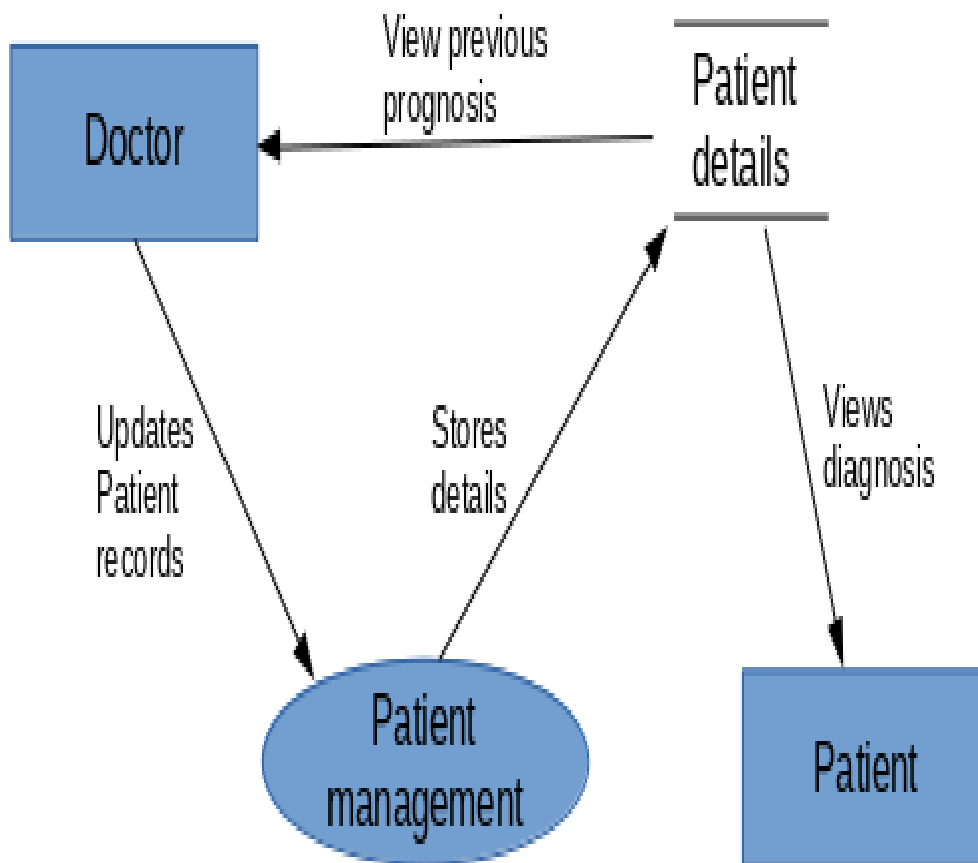 View previous
prognosis
Patient
details
Doctor
Updates
Patient
records
Stores
details
Views
diagnosis
Patient
management
Patient